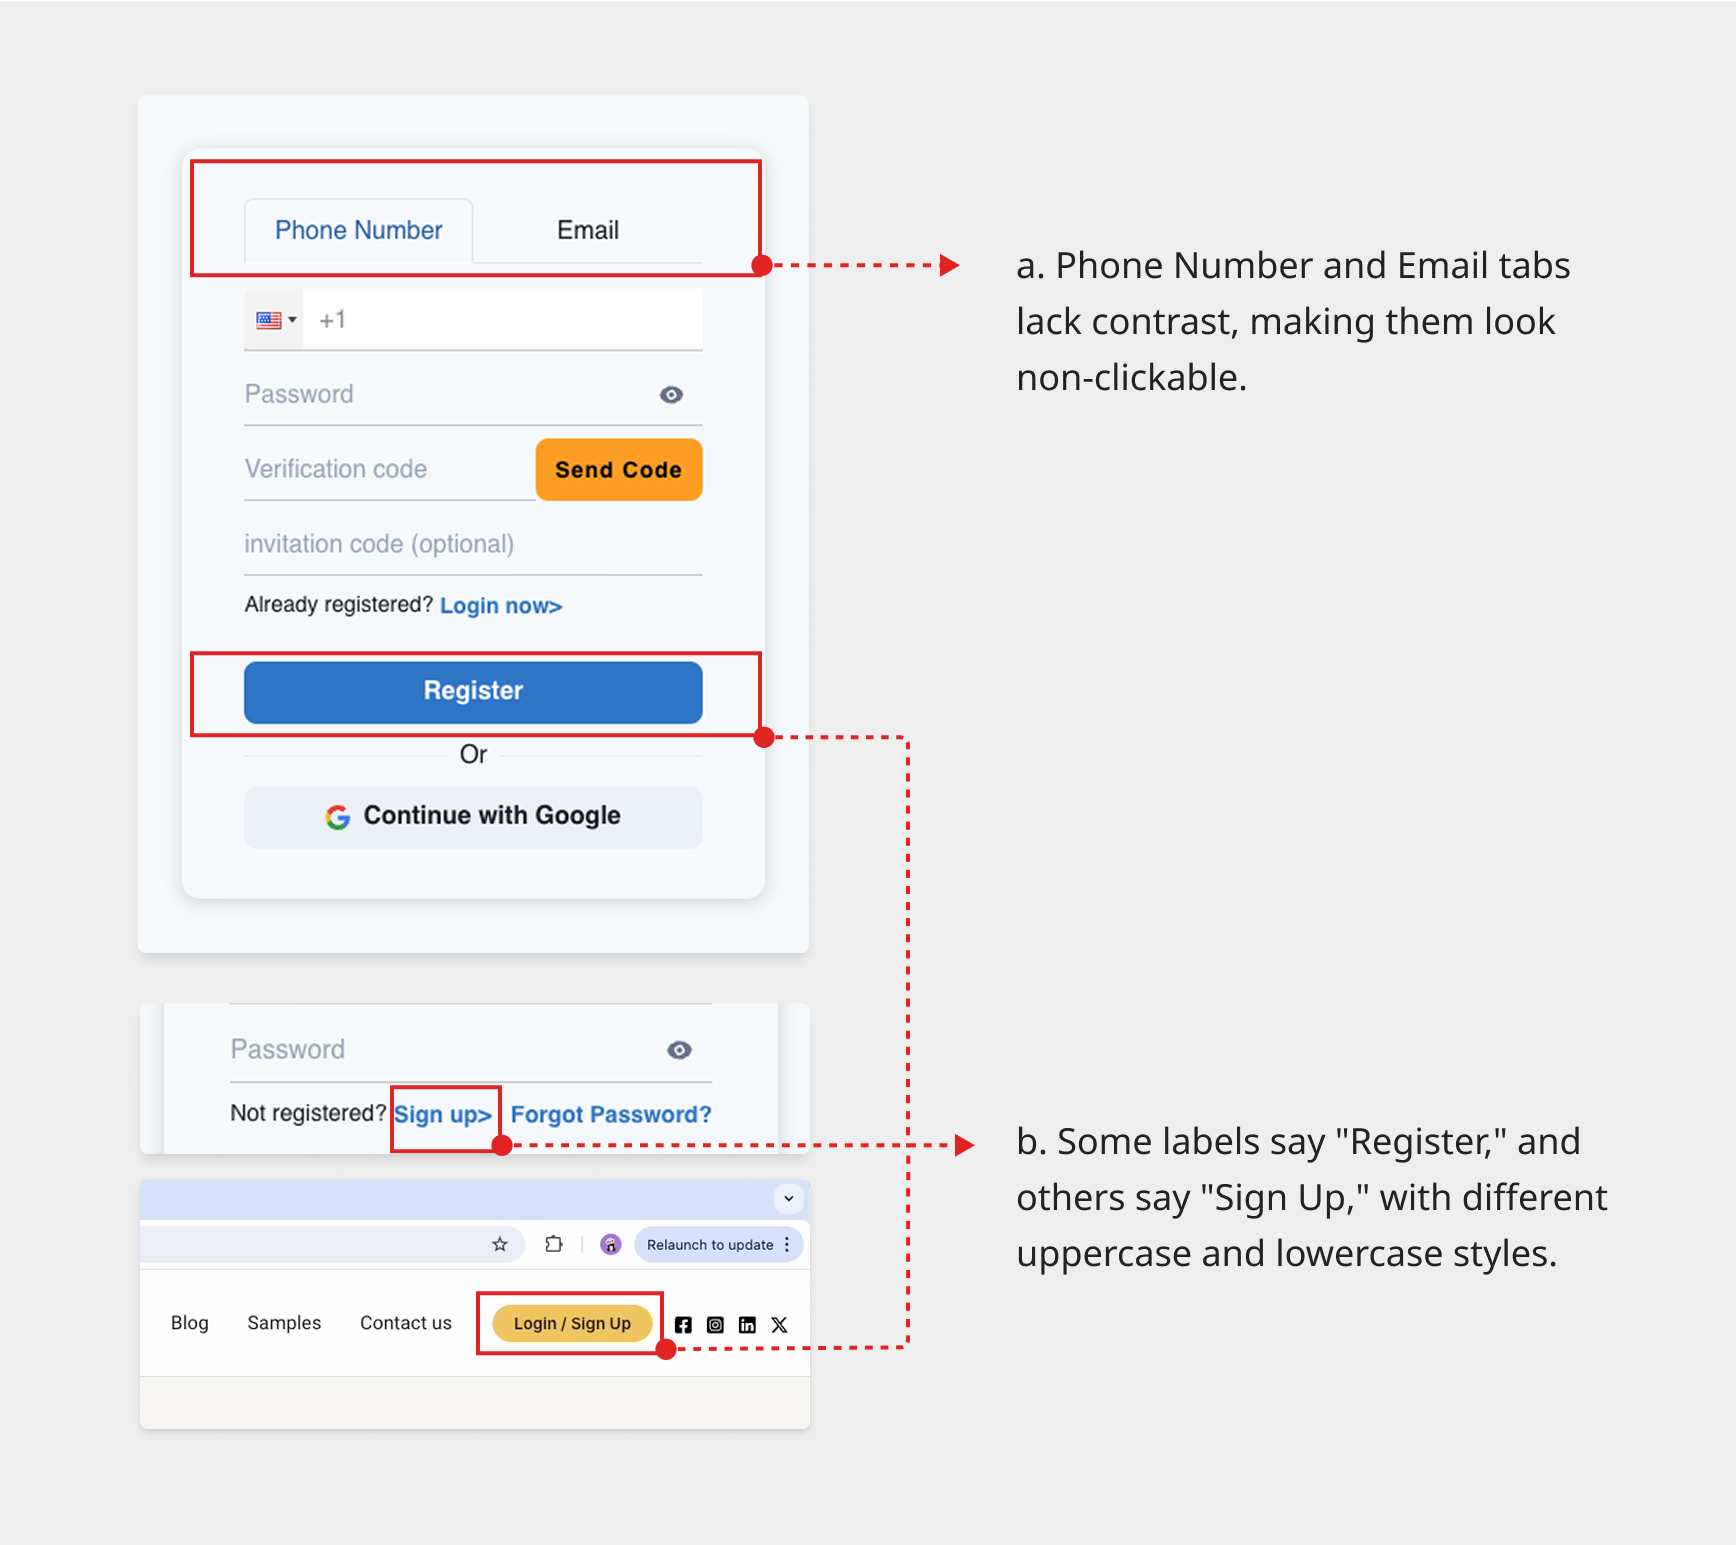 Phone Number Email
a. Phone Number and Email tabs
lack contrast, making them look
non-clickable.
+1
Password
Verification code Send Code
invitation code (optional)
Already registered? Login now>
Register
Or
Continue with Google
Password
Not registered? Sign up> Forgot Password?
b. Some labels say "Register," and
others say "Sign Up," with different
uppercase and lowercase styles.
Relaunch to update
Blog Samples Contact us Login / Sign Up